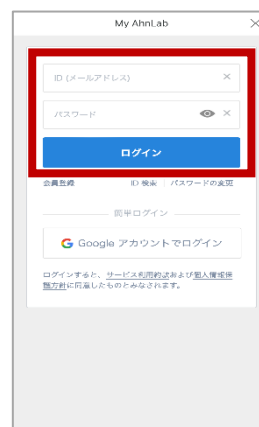 My AhnLab
ID (メールアドレス)
パスワード
ログイン
会員登録 ID 検索 | パスワードの変更
簡単ログイン
Google アカウントでログイン
ログインすると、サービス利用約款および個人情報保
護方針に同意したものとみなされます。